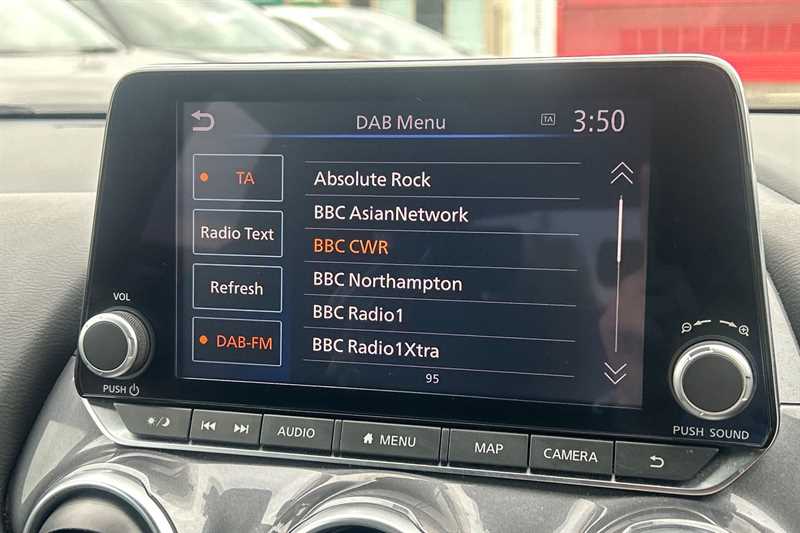 DAB Menu
TA
3:50
TA
Absolute Rock
BBC AsianNetwork
Radio Text
BBC CWR
Refresh
BBC Northampton
BBC Radio1
DAB-FM
BBC Radio1Xtra
95
VOL
PUSH
PUSH SOUND
AUDIO
MENU
MAP
CAMERA